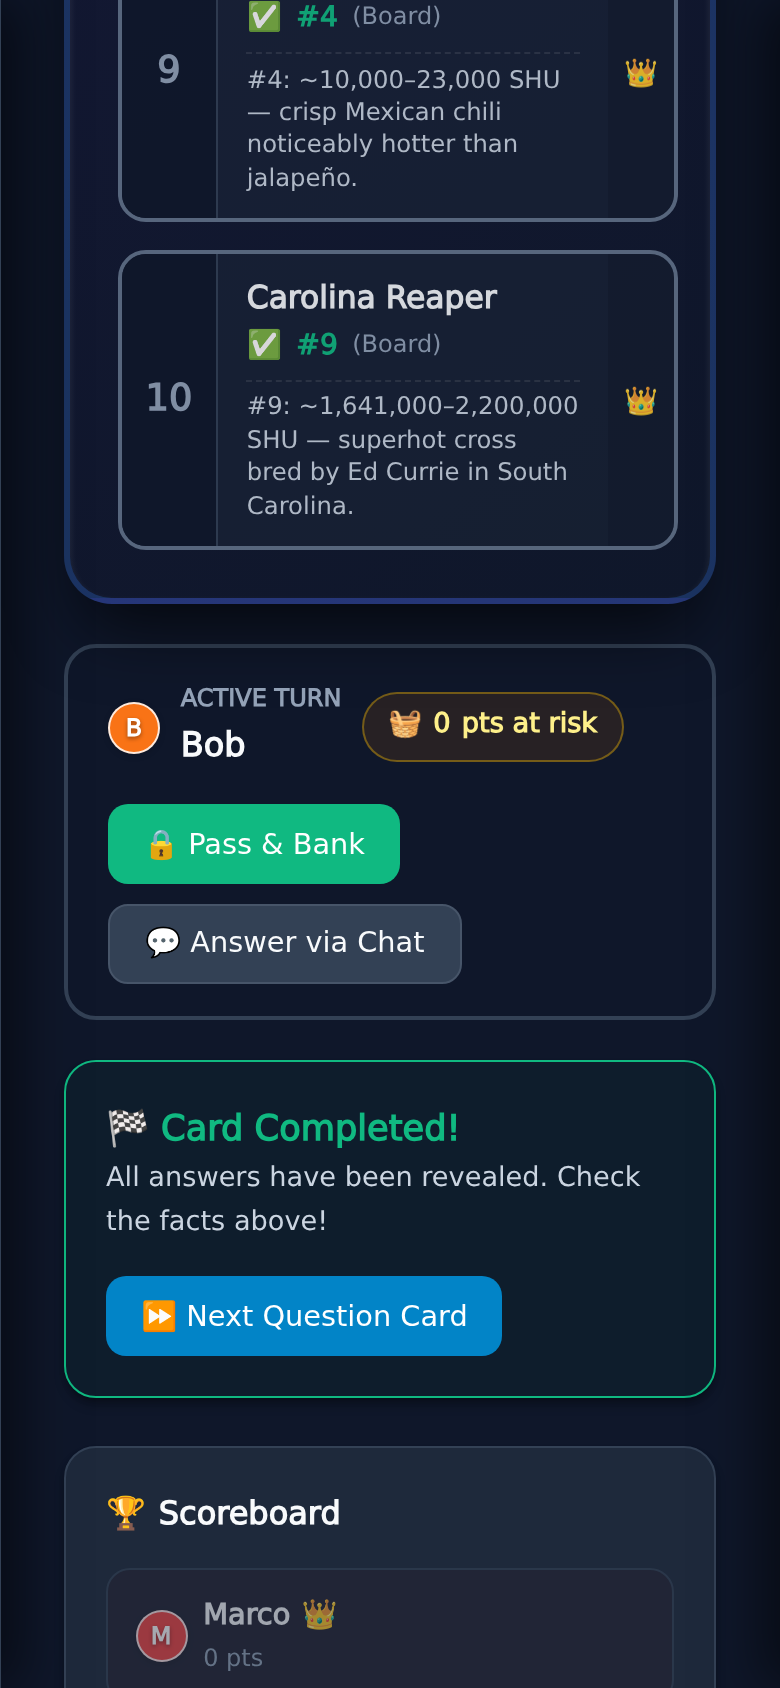 ✅ #4 (Board)
9
#4: ~10,000–23,000 SHU
— crisp Mexican chili
noticeably hotter than
jalapeño.
👑
Carolina Reaper
✅ #9 (Board)
10
#9: ~1,641,000–2,200,000
SHU — superhot cross
bred by Ed Currie in South
Carolina.
👑
B
ACTIVE TURN
Bob
🧺 0 pts at risk
🔒 Pass & Bank
💬 Answer via Chat
🏁 Card Completed!
All answers have been revealed. Check
the facts above!
⏩ Next Question Card
🏆 Scoreboard
M
Marco 👑
0 pts